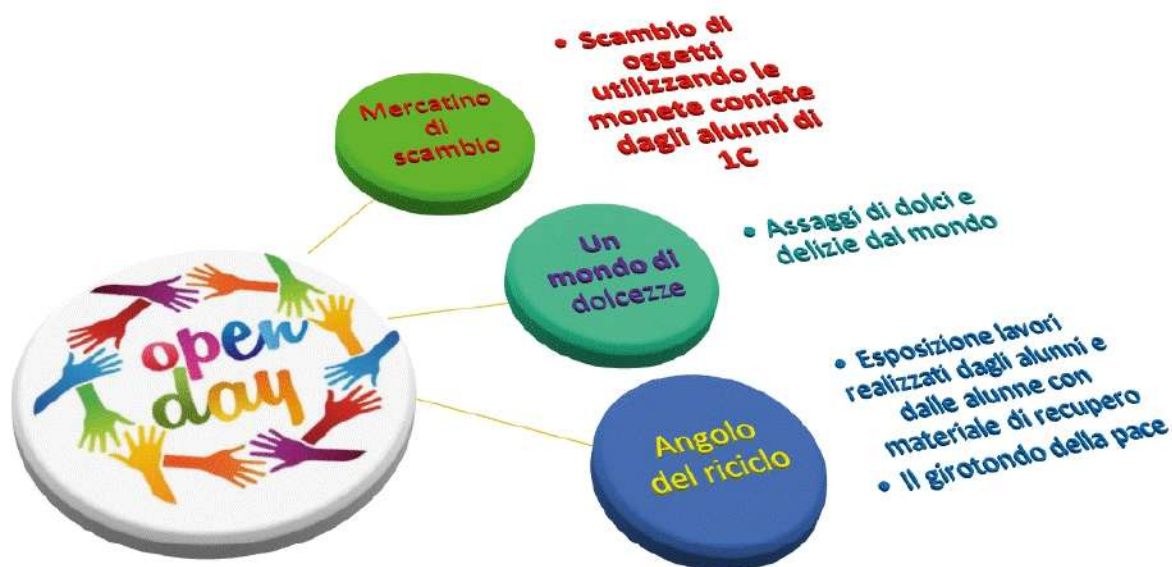 open
day
Mercatino
di
scambio
• Scambio di
oggetti
utilizzando le
monete coniate
dagli alunni di
1C
Un
mondo di
dolcezze
• Assaggi di dolci e
delizie dal mondo
Angolo
del riciclo
• Esposizione lavori
realizzati dagli alunni e
dalle alunne con
materiale di recupero
• Il girotondo della pace